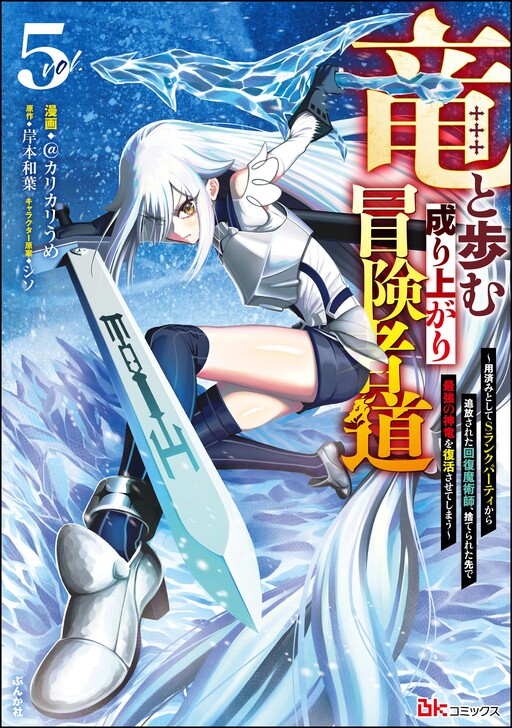 5 vol.
漫画◆@カリカリうめ
原作◆岸本和葉 キャラクター原案◆シソ
竜と歩む
成り上がり
冒険者道
～用済みとしてSランクパーティから
追放された回復魔術師、捨てられた先で
最強の神竜を復活させてしまう～
ぶんか社
BKコミックス